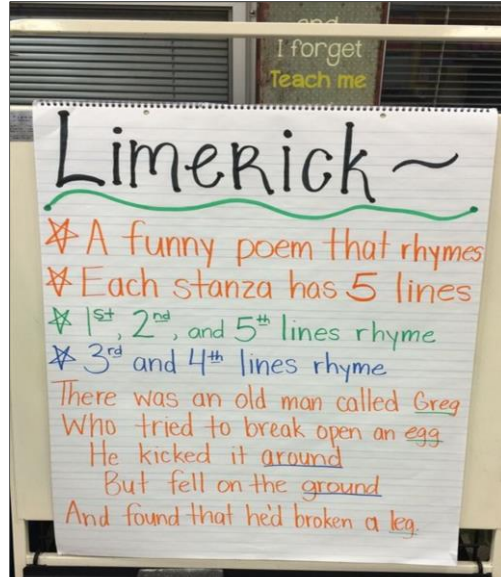 and
I forget
Teach me
Limerick ~
A funny poem that rhymes
Each stanza has 5 lines
1st, 2nd, and 5th lines rhyme
3rd and 4th lines rhyme
There was an old man called Greg
Who tried to break open an egg
He kicked it around
But fell on the ground
And found that he'd broken a leg.